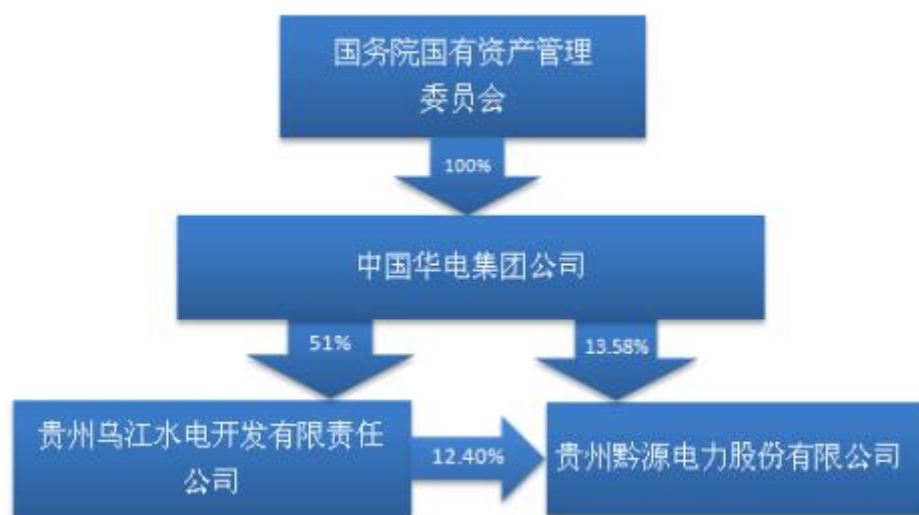 国务院国有资产管理
委员会
100%
中国华电集团公司
51%
13.58%
贵州乌江水电开发有限责任
公司
12.40%
贵州黔源电力股份有限公司